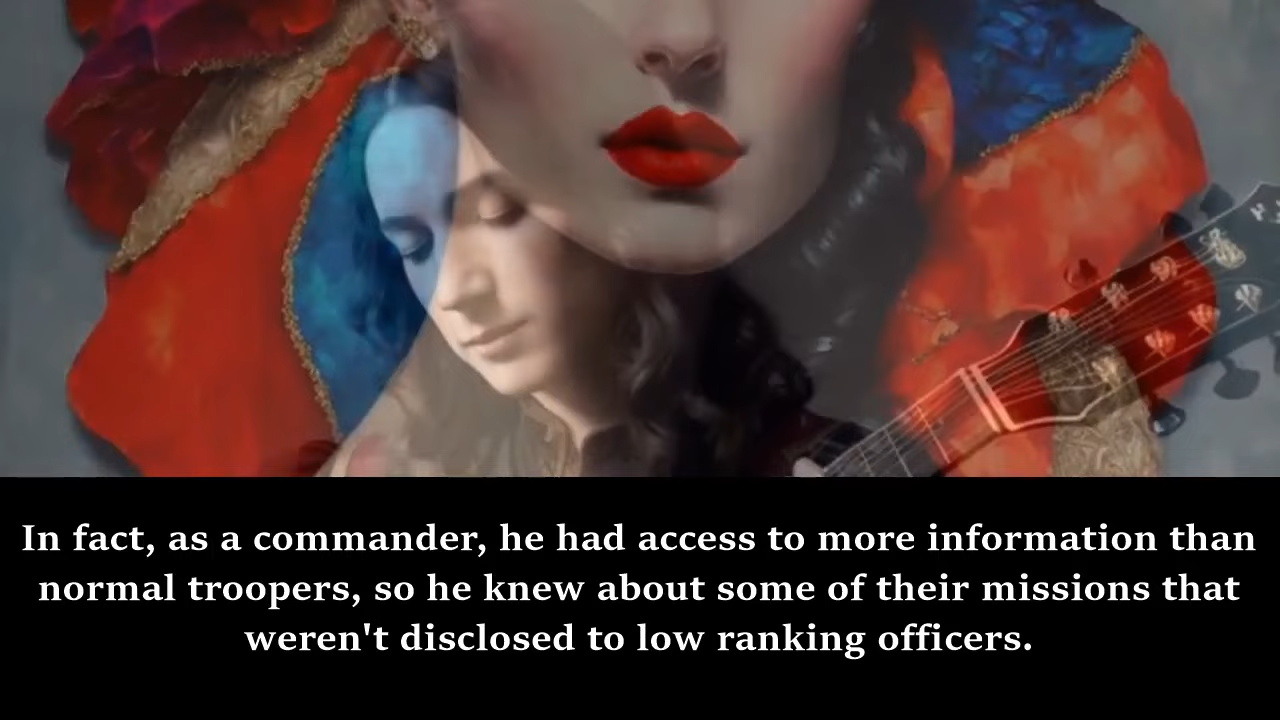 In fact, as a commander, he had access to more information than
normal troopers, so he knew about some of their missions that
weren't disclosed to low ranking officers.